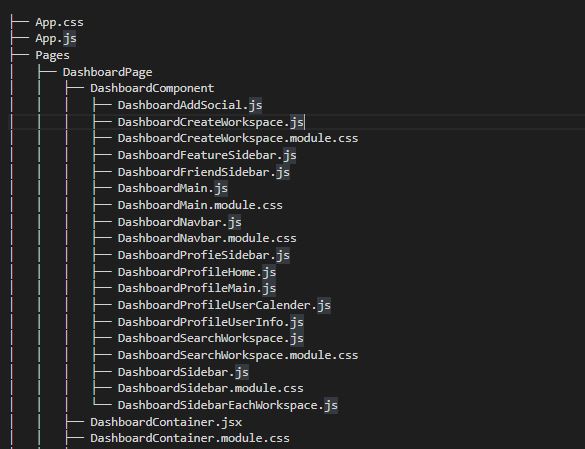 ├── App.css
├── App.js
├── Pages
│   ├── DashboardPage
│   │   ├── DashboardComponent
│   │   │   ├── DashboardAddSocial.js
│   │   │   ├── DashboardCreateWorkspace.js
│   │   │   ├── DashboardCreateWorkspace.module.css
│   │   │   ├── DashboardFeatureSidebar.js
│   │   │   ├── DashboardFriendSidebar.js
│   │   │   ├── DashboardMain.js
│   │   │   ├── DashboardMain.module.css
│   │   │   ├── DashboardNavbar.js
│   │   │   ├── DashboardNavbar.module.css
│   │   │   ├── DashboardProfieSidebar.js
│   │   │   ├── DashboardProfileHome.js
│   │   │   ├── DashboardProfileMain.js
│   │   │   ├── DashboardProfileUserCalender.js
│   │   │   ├── DashboardProfileUserInfo.js
│   │   │   ├── DashboardSearchWorkspace.js
│   │   │   ├── DashboardSearchWorkspace.module.css
│   │   │   ├── DashboardSidebar.js
│   │   │   ├── DashboardSidebar.module.css
│   │   │   └── DashboardSidebarEachWorkspace.js
│   │   ├── DashboardContainer.jsx
│   │   ├── DashboardContainer.module.css